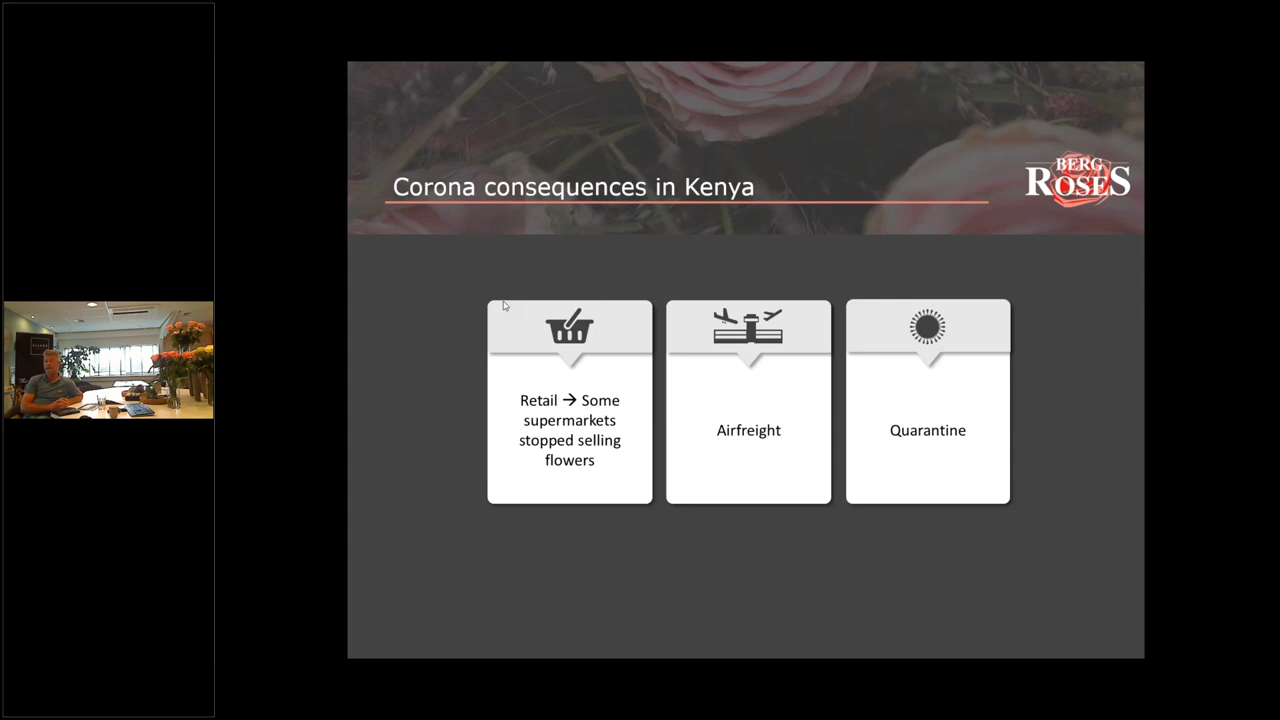 Corona consequences in Kenya
BERG
ROSES
Retail → Some
supermarkets
stopped selling
flowers
Airfreight
Quarantine